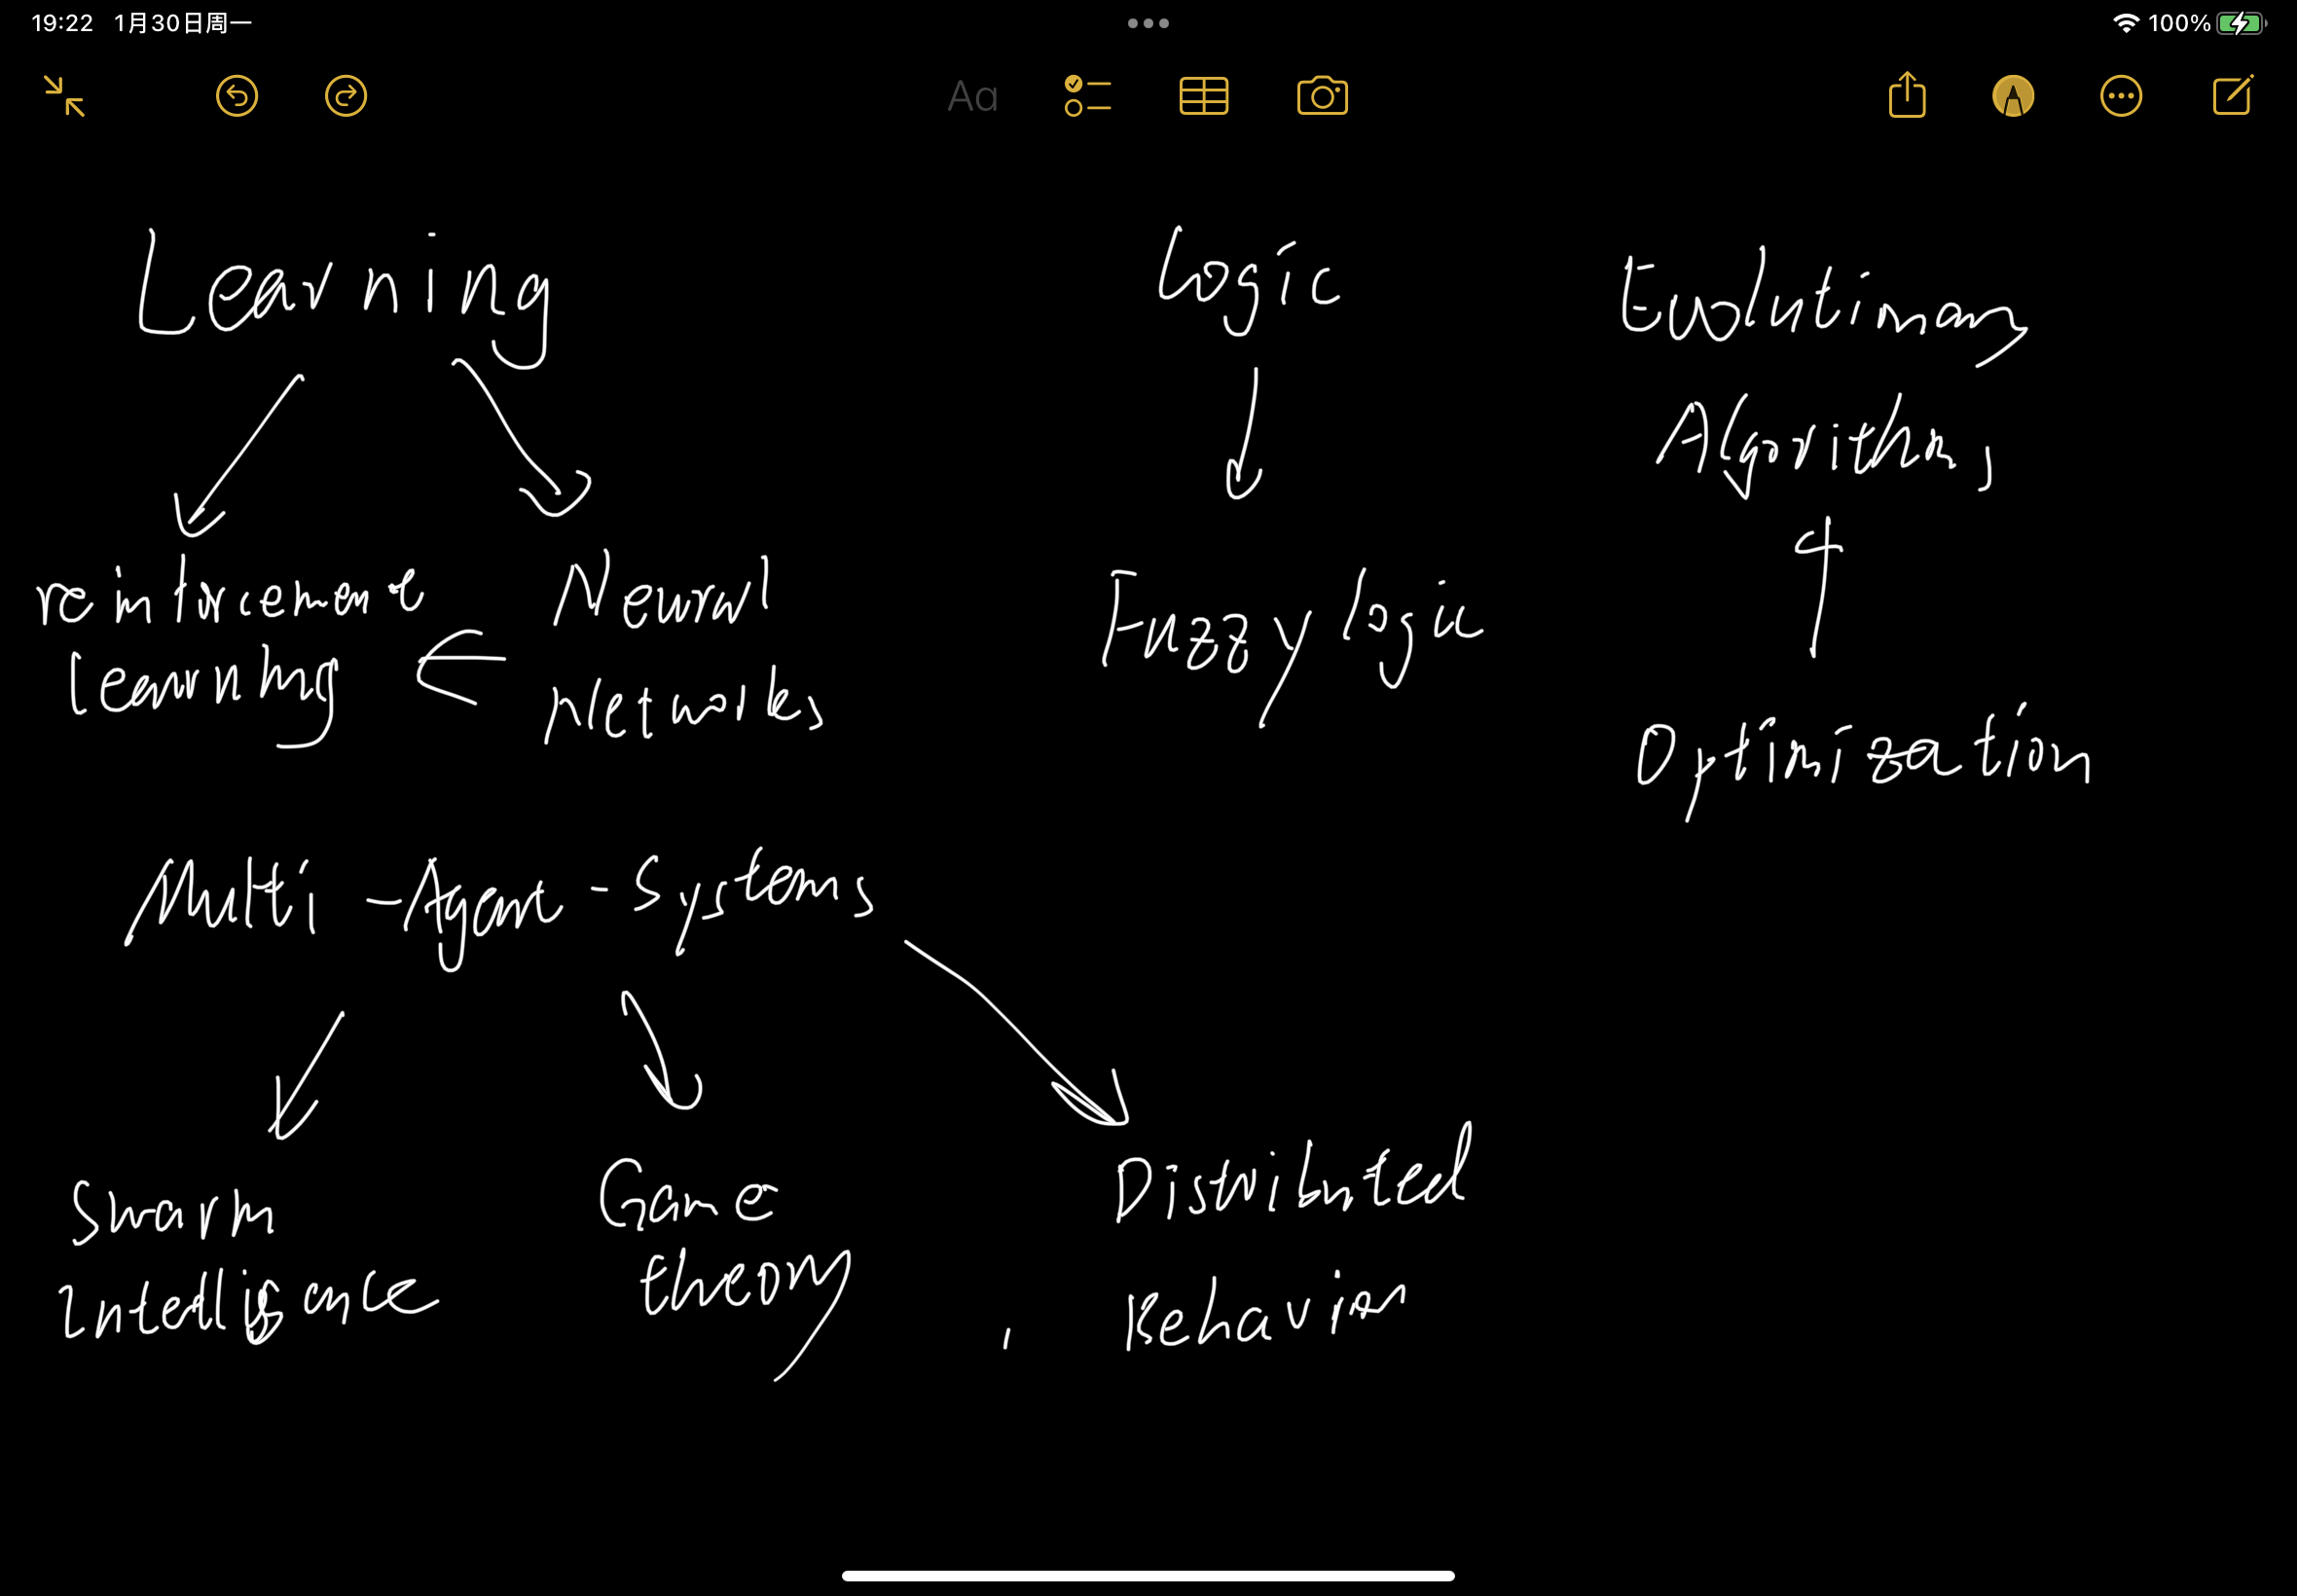 19:22 1月30日周一
100%
Aa
Learning
Logic
Evolutionary
Algorithms
reinforcement
learning
Neural
Networks
Fuzzy logic
Optimization
Multi-Agent-Systems
Swarm
Intelligence
Game
theory
Distributed
Behavior